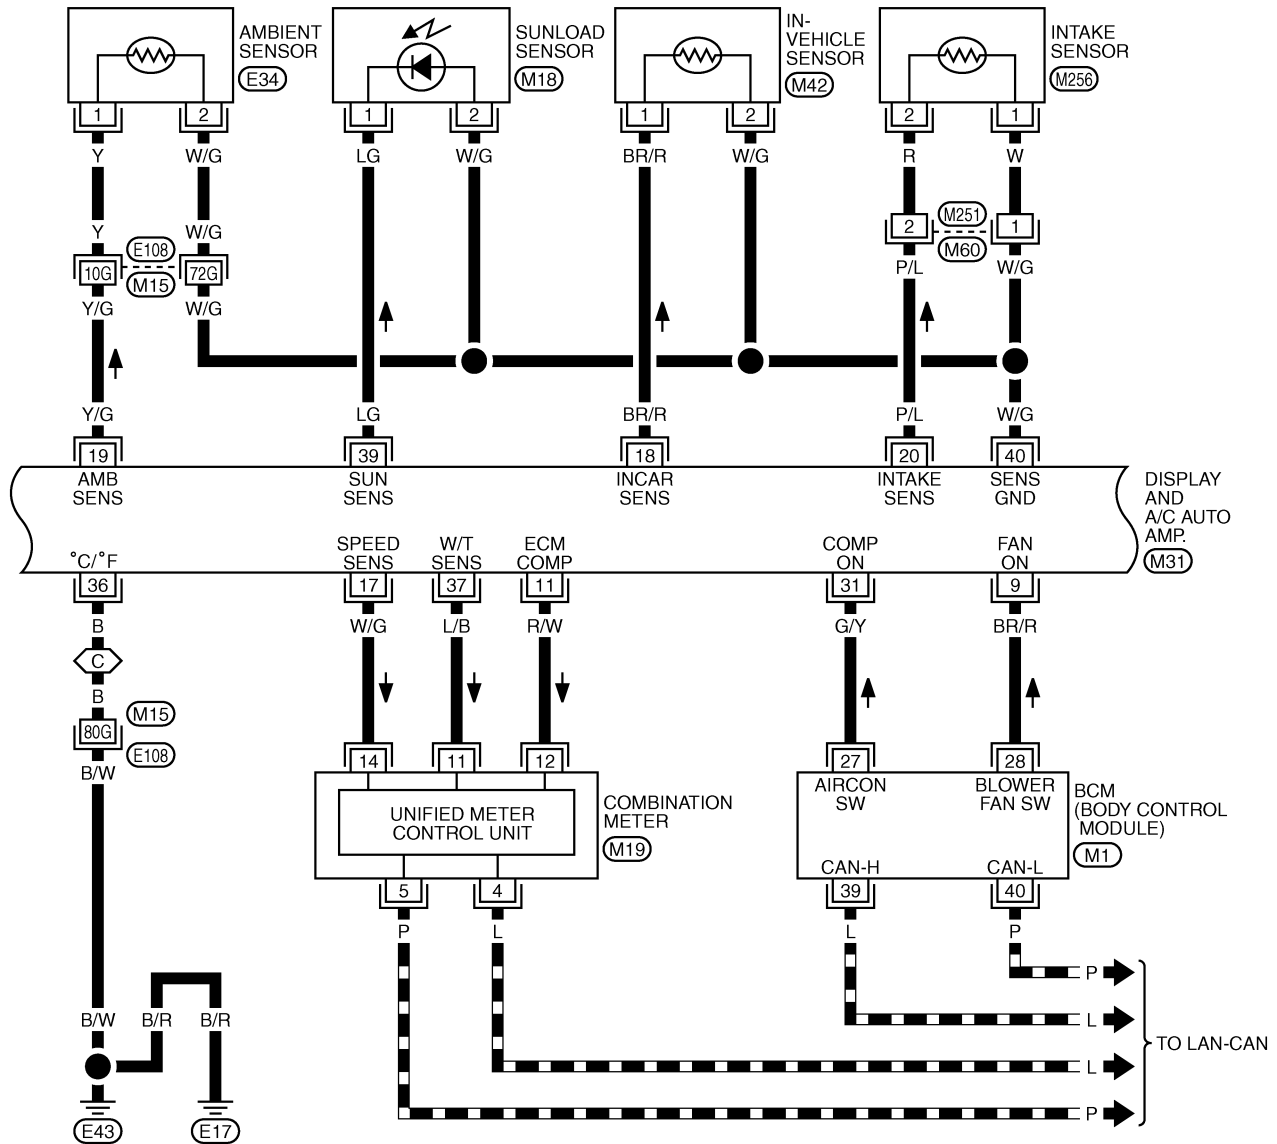 AMBIENT
SENSOR
E34
SUNLOAD
SENSOR
M18
IN-
VEHICLE
SENSOR
M42
INTAKE
SENSOR
M256
1 2 1 2 1 2 2 1
Y W/G LG W/G BR/R W/G R W
Y W/G
E108
10G 72G
M15
Y/G W/G
M251
2 1
M60
P/L W/G
Y/G LG BR/R P/L W/G
19 39 18 20 40
AMB
SENS
SUN
SENS
INCAR
SENS
INTAKE
SENS
SENS
GND
DISPLAY
AND
A/C AUTO
AMP.
M31
°C/°F
SPEED
SENS
W/T
SENS
ECM
COMP
COMP
ON
FAN
ON
36 17 37 11 31 9
B W/G L/B R/W G/Y BR/R
C
B
M15
80G
E108
B/W
14 11 12 27 28
UNIFIED METER
CONTROL UNIT
COMBINATION
METER
M19
AIRCON
SW
BLOWER
FAN SW
BCM
(BODY CONTROL
MODULE)
M1
CAN-H CAN-L
5 4 39 40
P L L P
P
L
L
P
TO LAN-CAN
B/W B/R B/R
E43 E17